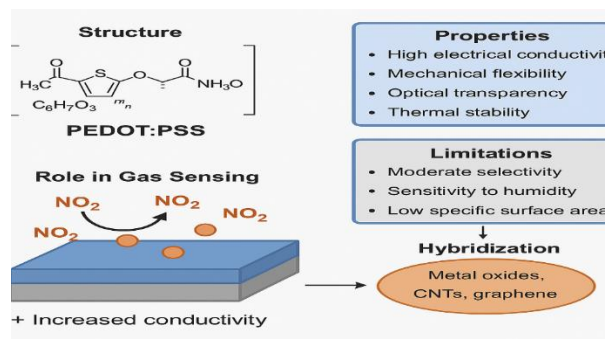 Structure
O
H₃C
S
O
O
NH₃O
C₆H₇O₃
m
n
PEDOT:PSS
Role in Gas Sensing
NO₂
NO₂
NO₂
NO₂
+ Increased conductivity
Properties
• High electrical conductivit
• Mechanical flexibility
• Optical transparency
• Thermal stability
Limitations
• Moderate selectivity
• Sensitivity to humidity
• Low specific surface area
Hybridization
Metal oxides,
CNTs, graphene